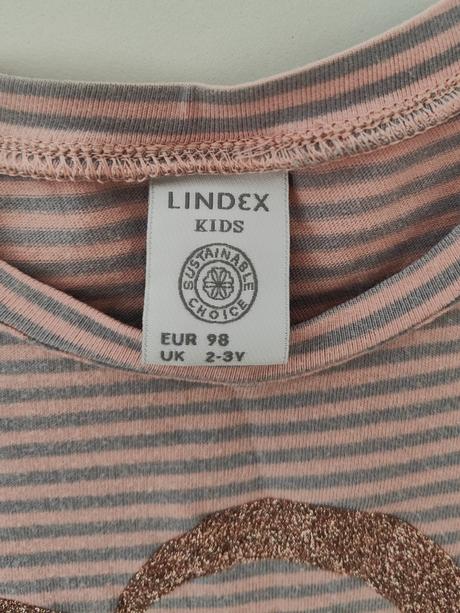 LINDEX
KIDS
SUSTAINABLE
CHOICE
EUR 98
UK 2-3Y